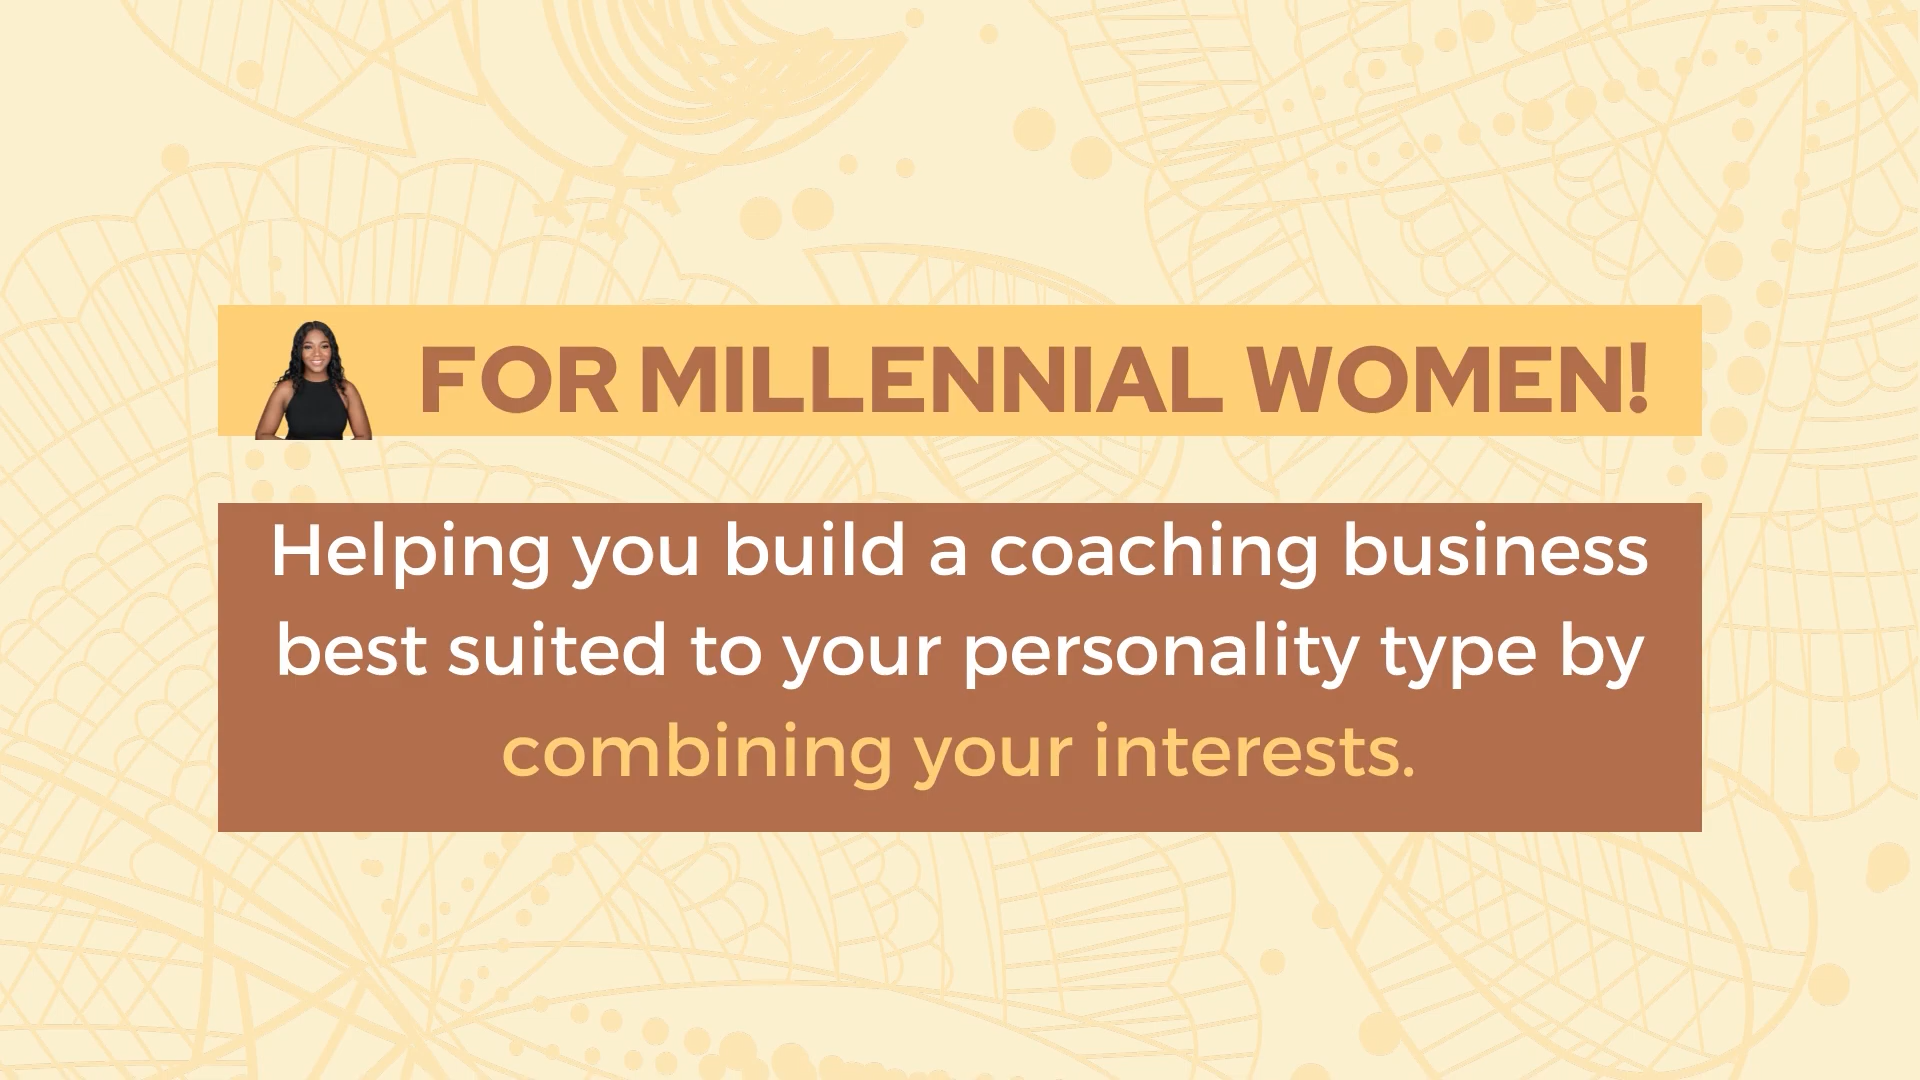 FOR MILLENNIAL WOMEN!
Helping you build a coaching business
best suited to your personality type by
combining your interests.